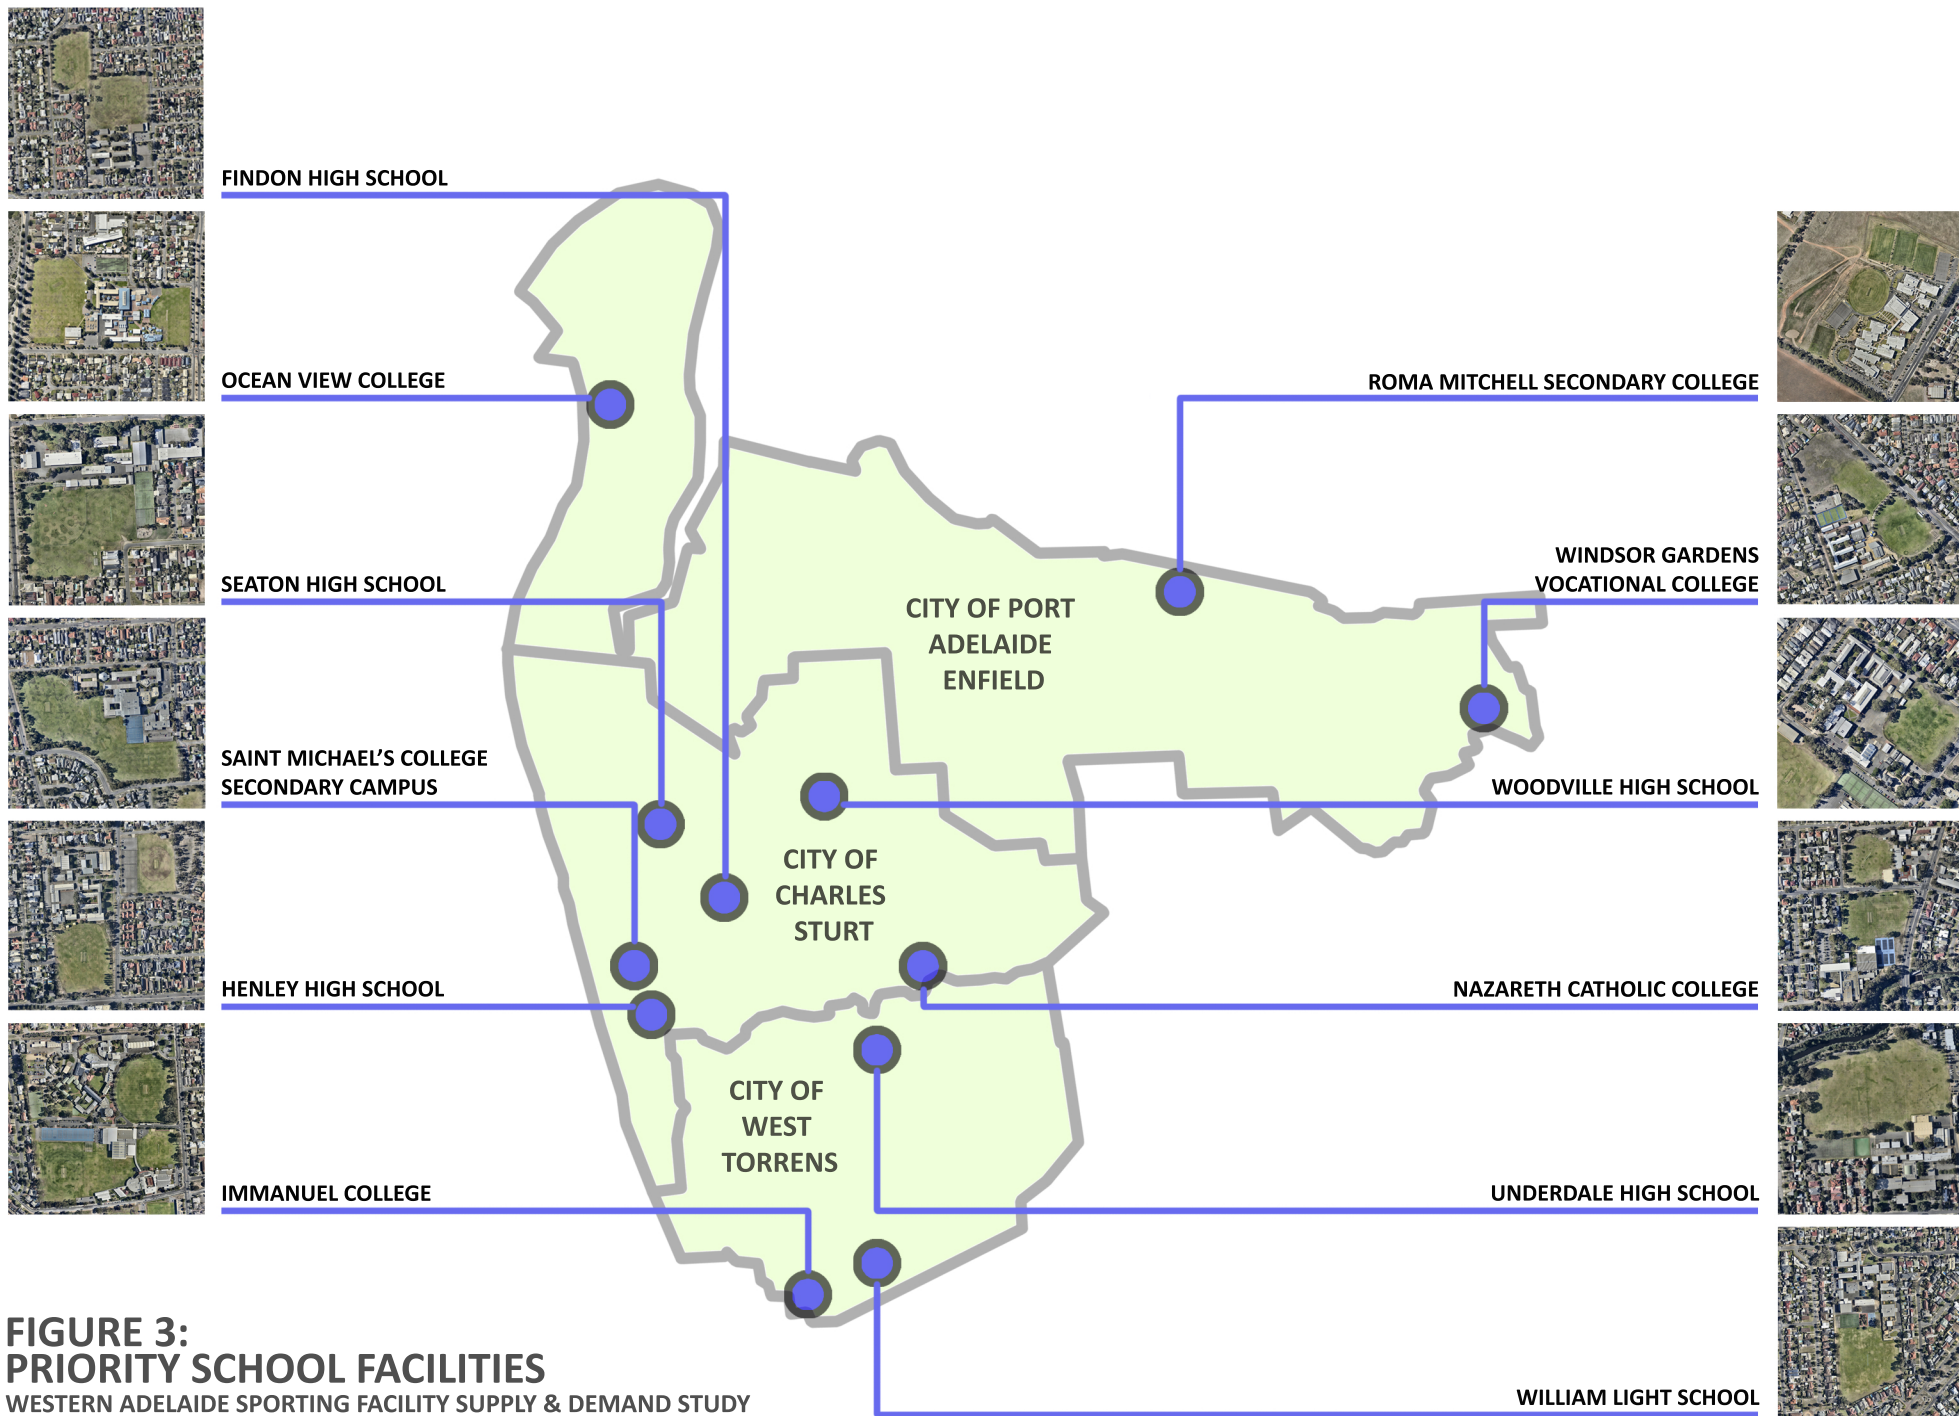 FINDON HIGH SCHOOL
OCEAN VIEW COLLEGE
ROMA MITCHELL SECONDARY COLLEGE
WINDSOR GARDENS
VOCATIONAL COLLEGE
SEATON HIGH SCHOOL
CITY OF PORT
ADELAIDE
ENFIELD
SAINT MICHAEL'S COLLEGE
SECONDARY CAMPUS
WOODVILLE HIGH SCHOOL
CITY OF
CHARLES
STURT
HENLEY HIGH SCHOOL
NAZARETH CATHOLIC COLLEGE
CITY OF
WEST
TORRENS
IMMANUEL COLLEGE
UNDERDALE HIGH SCHOOL
FIGURE 3:
PRIORITY SCHOOL FACILITIES
WESTERN ADELAIDE SPORTING FACILITY SUPPLY & DEMAND STUDY
WILLIAM LIGHT SCHOOL